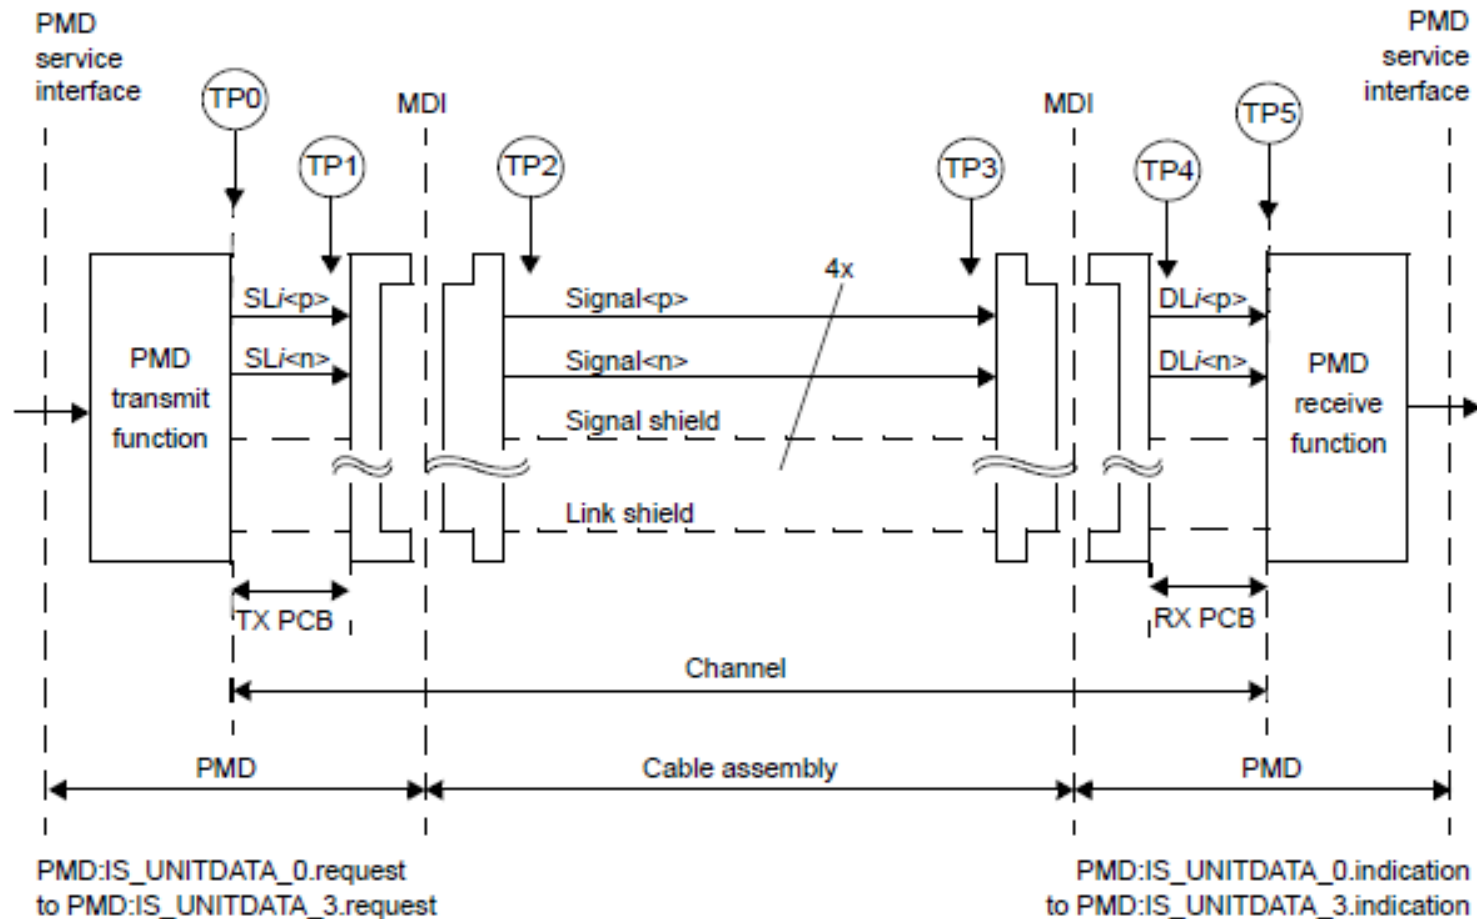 PMD
service
interface
PMD
service
interface
TP0
MDI
MDI
TP5
TP1
TP2
TP3
TP4
4x
SLi<p>
Signal<p>
DLi<p>
SLi<n>
Signal<n>
DLi<n>
PMD
transmit
function
PMD
receive
function
Signal shield
Link shield
TX PCB
RX PCB
Channel
PMD
Cable assembly
PMD
PMD:IS_UNITDATA_0.request
to PMD:IS_UNITDATA_3.request
PMD:IS_UNITDATA_0.indication
to PMD:IS_UNITDATA_3.indication